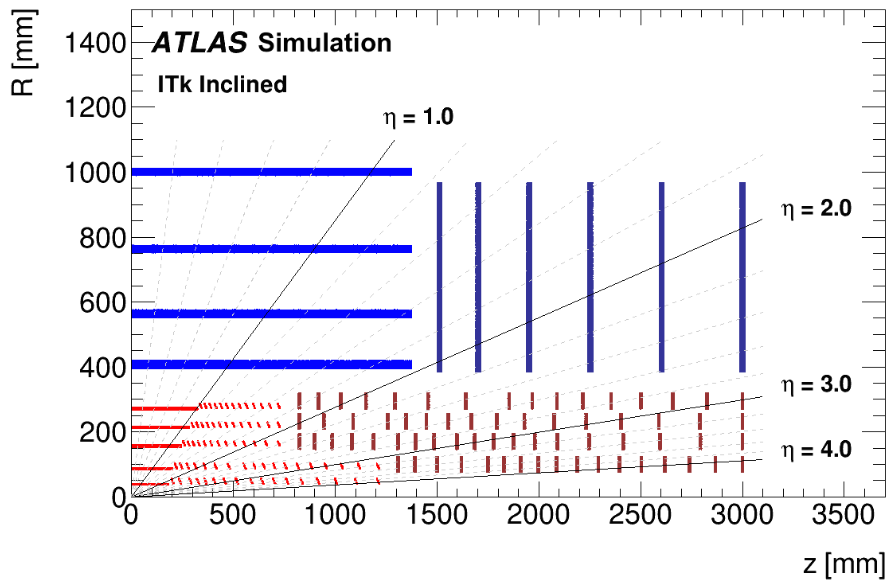 R [mm]
1400
ATLAS Simulation
ITk Inclined
1200
η = 1.0
1000
800
η = 2.0
600
400
η = 3.0
200
η = 4.0
0
0 500 1000 1500 2000 2500 3000 3500
z [mm]